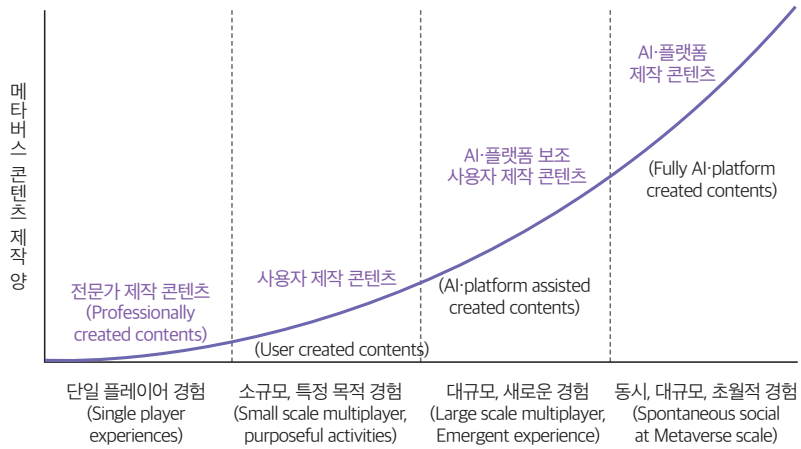 메타버스 콘텐츠 제작 양
전문가 제작 콘텐츠
(Professionally
created contents)
사용자 제작 콘텐츠
(User created contents)
AI·플랫폼 보조
사용자 제작 콘텐츠
(AI·platform assisted
created contents)
AI·플랫폼
제작 콘텐츠
(Fully AI·platform
created contents)
단일 플레이어 경험
(Single player
experiences)
소규모, 특정 목적 경험
(Small scale multiplayer,
purposeful activities)
대규모, 새로운 경험
(Large scale multiplayer,
Emergent experience)
동시, 대규모, 초월적 경험
(Spontaneous social
at Metaverse scale)